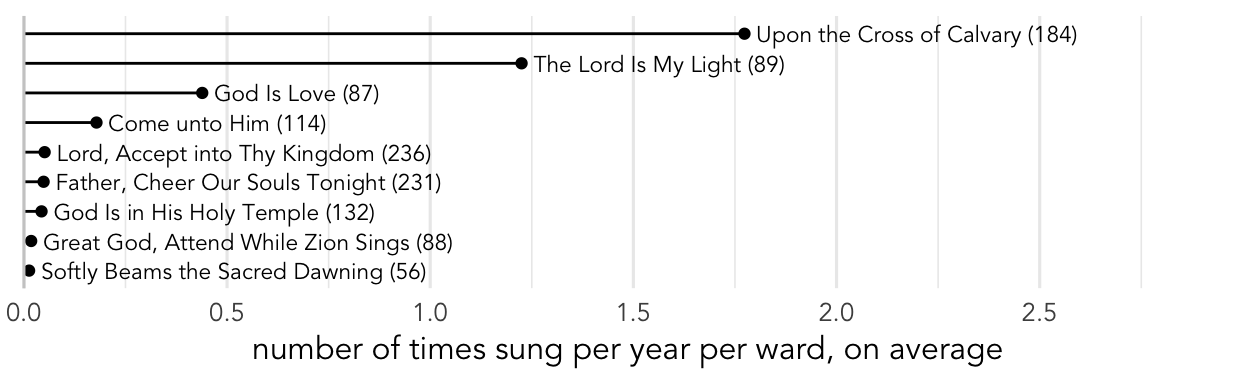 Upon the Cross of Calvary (184)
The Lord Is My Light (89)
God Is Love (87)
Come unto Him (114)
Lord, Accept into Thy Kingdom (236)
Father, Cheer Our Souls Tonight (231)
God Is in His Holy Temple (132)
Great God, Attend While Zion Sings (88)
Softly Beams the Sacred Dawning (56)
0.0 0.5 1.0 1.5 2.0 2.5
number of times sung per year per ward, on average